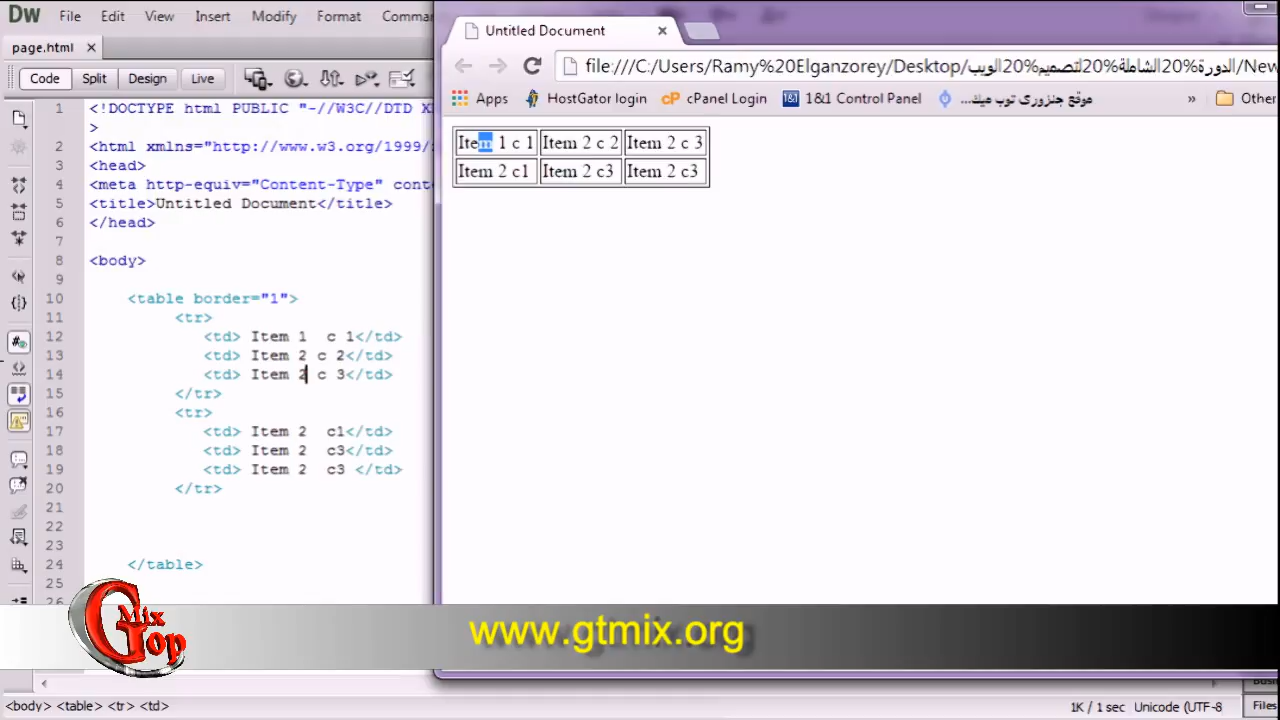 Dw File Edit View Insert Modify Format Comma
page.html
Code Split Design Live
1 <!DOCTYPE html PUBLIC "-//W3C//DTD
>
2 <html xmlns="http://www.w3.org/1999/
3 <head>
4 <meta http-equiv="Content-Type" cont
5 <title>Untitled Document</title>
6 </head>
7
8 <body>
9
10 <table border="1">
11 <tr>
12 <td> Item 1 c 1</td>
13 <td> Item 2 c 2</td>
14 <td> Item 2 c 3</td>
15 </tr>
16 <tr>
17 <td> Item 2 c1</td>
18 <td> Item 2 c3</td>
19 <td> Item 2 c3 </td>
20 </tr>
21
22
23
24 </table>
25
Untitled Document
file:///C:/Users/Ramy%20Elganzorey/Desktop/الدورة%20الشاملة%20لتصميم%20الويب/New
Apps HostGator login cPanel Login 1&1 Control Panel موقع جنزورى توب ميك... » Other
Item 1 c 1 Item 2 c 2 Item 2 c 3
Item 2 c1 Item 2 c3 Item 2 c3
G Mix Top
www.gtmix.org
<body> <table> <tr> <td> 1K / 1 sec Unicode (UTF-8
Files